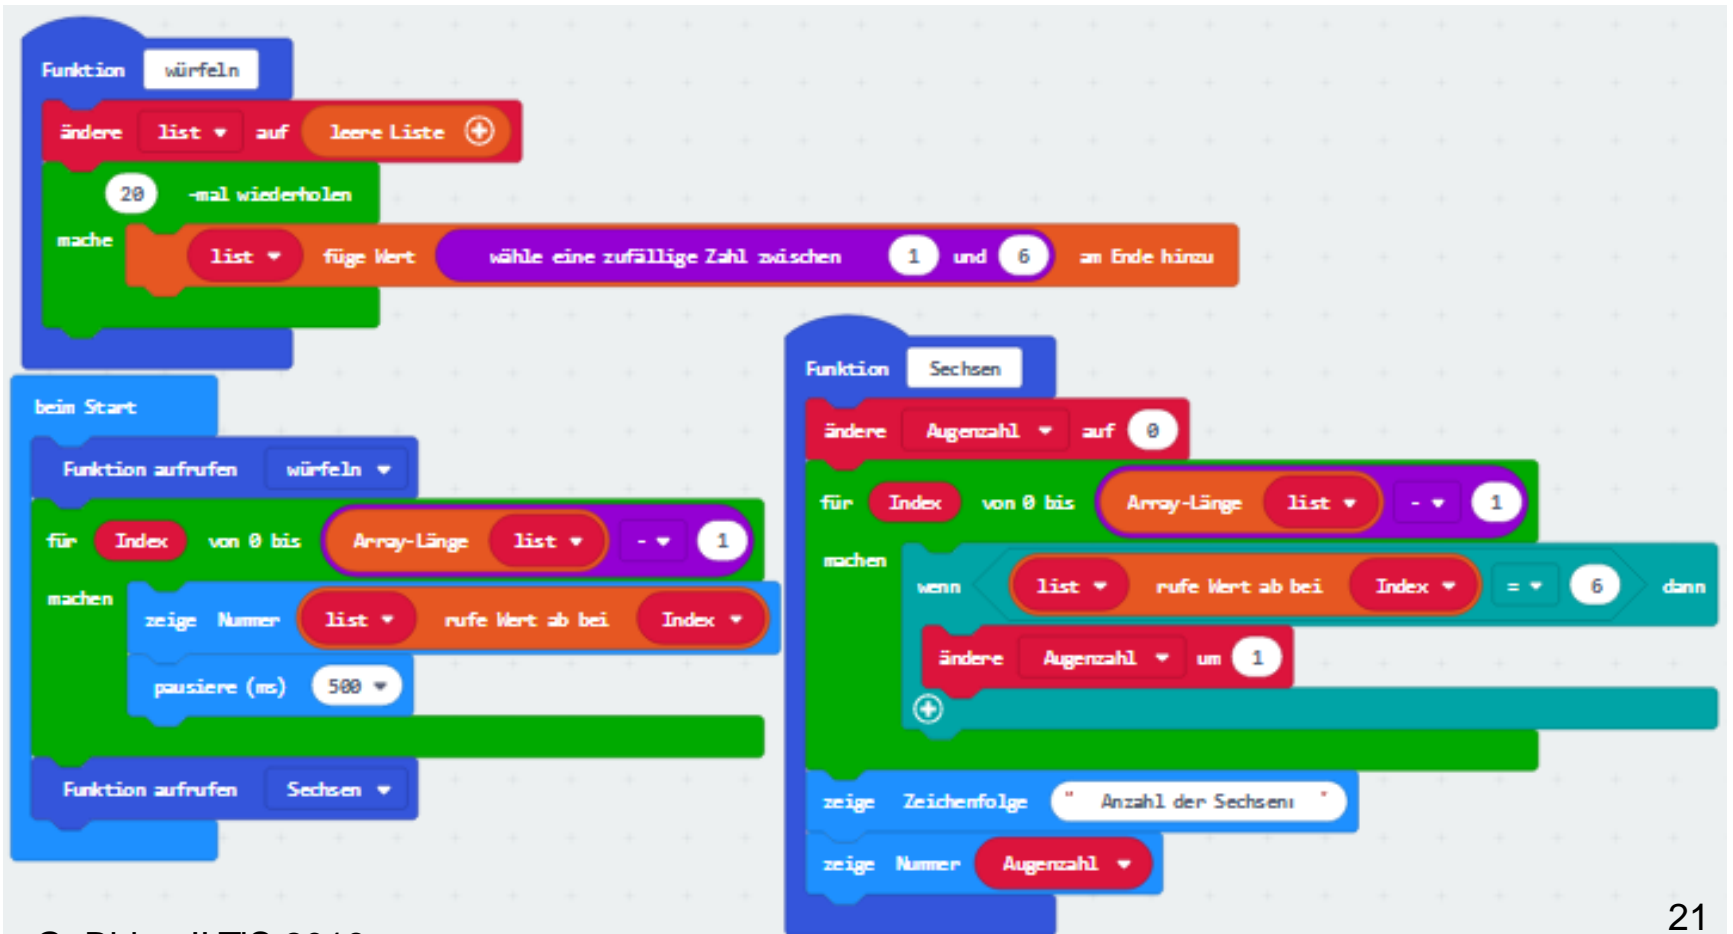 Funktion würfeln
ändere list auf leere Liste
20 -mal wiederholen
mache
list füge Wert wähle eine zufällige Zahl zwischen 1 und 6 am Ende hinzu
beim Start
Funktion aufrufen würfeln
für Index von 0 bis Array-Länge list - 1
machen
zeige Nummer list rufe Wert ab bei Index
pausiere (ms) 500
Funktion aufrufen Sechsen
Funktion Sechsen
ändere Augenzahl auf 0
für Index von 0 bis Array-Länge list - 1
machen
wenn list rufe Wert ab bei Index = 6 dann
ändere Augenzahl um 1
zeige Zeichenfolge " Anzahl der Sechsen: "
zeige Nummer Augenzahl
21